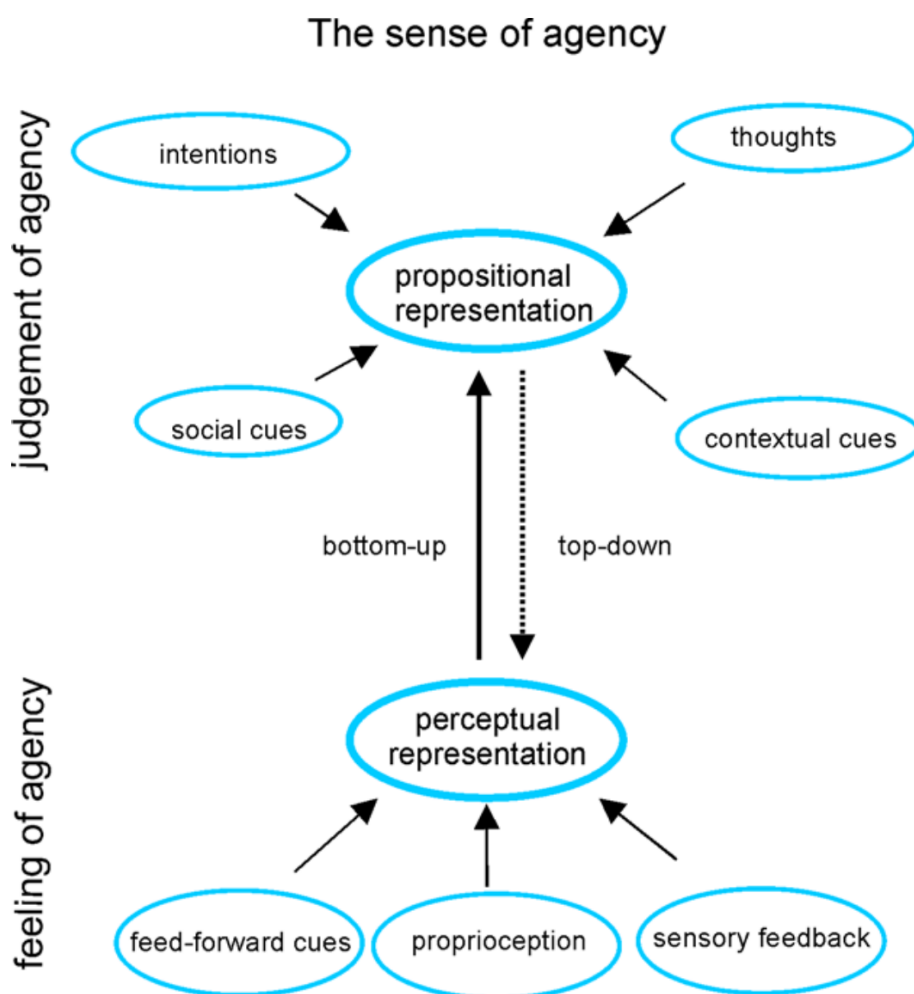 The sense of agency
judgement of agency
intentions
thoughts
propositional
representation
social cues
contextual cues
bottom-up
top-down
feeling of agency
perceptual
representation
feed-forward cues
proprioception
sensory feedback